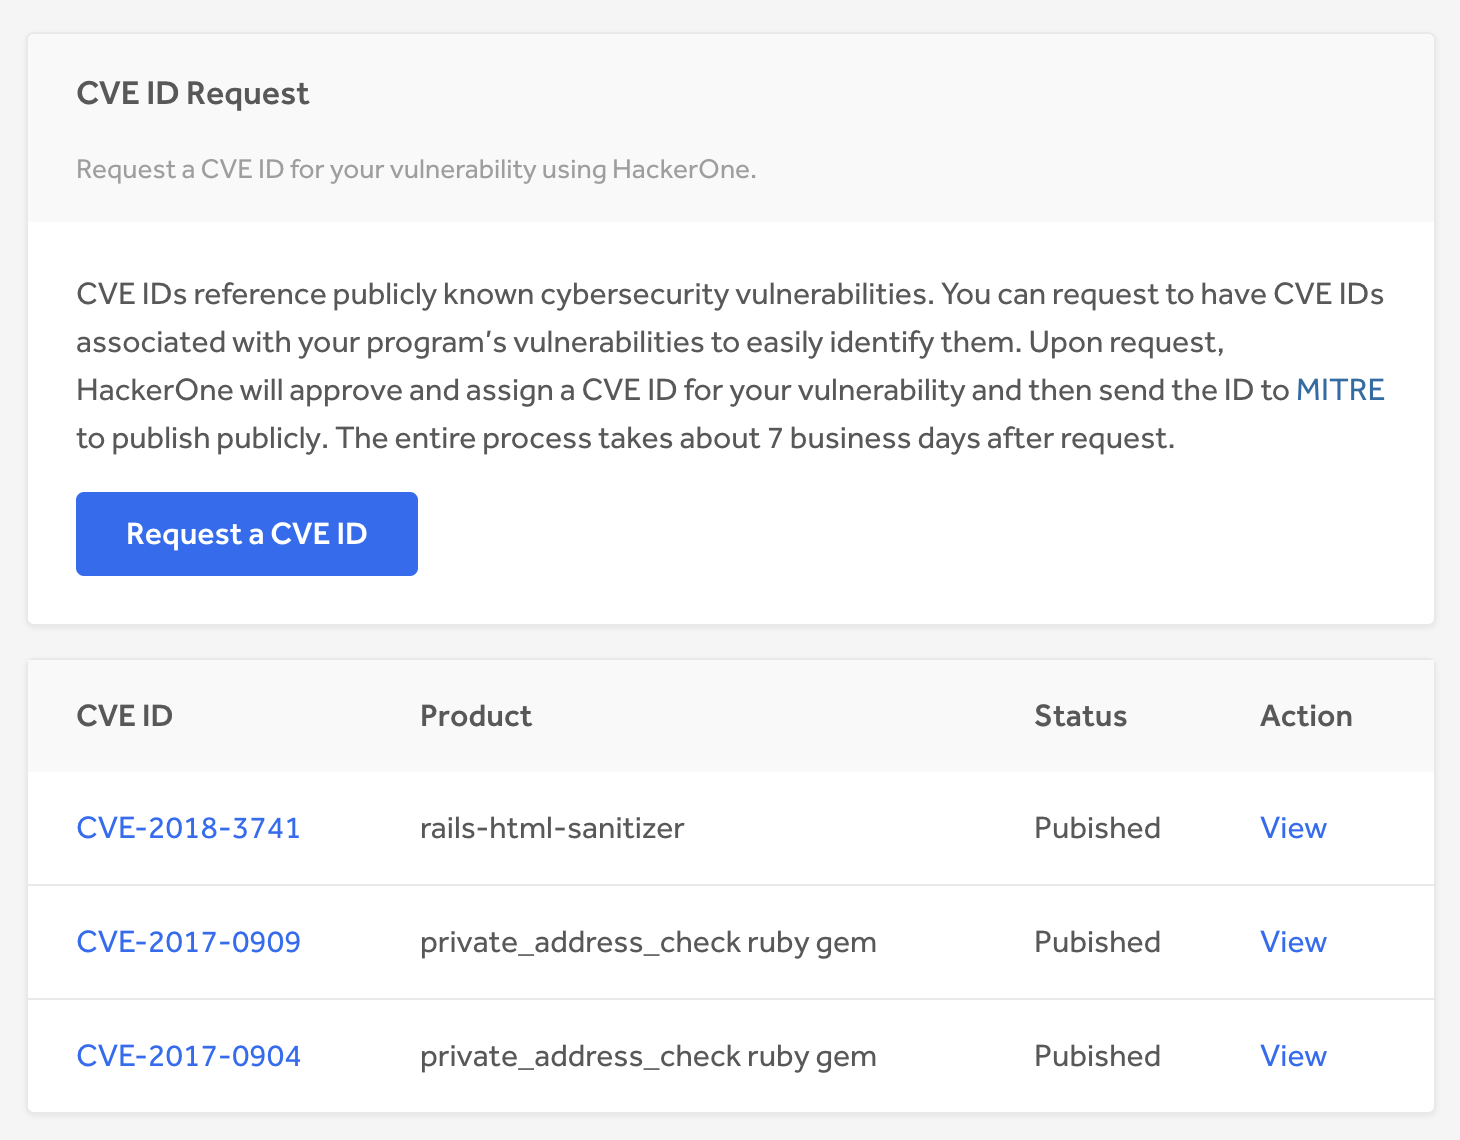 CVE ID Request
Request a CVE ID for your vulnerability using HackerOne.
CVE IDs reference publicly known cybersecurity vulnerabilities. You can request to have CVE IDs
associated with your program’s vulnerabilities to easily identify them. Upon request,
HackerOne will approve and assign a CVE ID for your vulnerability and then send the ID to MITRE
to publish publicly. The entire process takes about 7 business days after request.
Request a CVE ID
CVE ID Product Status Action
CVE-2018-3741 rails-html-sanitizer Pubished View
CVE-2017-0909 private_address_check ruby gem Pubished View
CVE-2017-0904 private_address_check ruby gem Pubished View